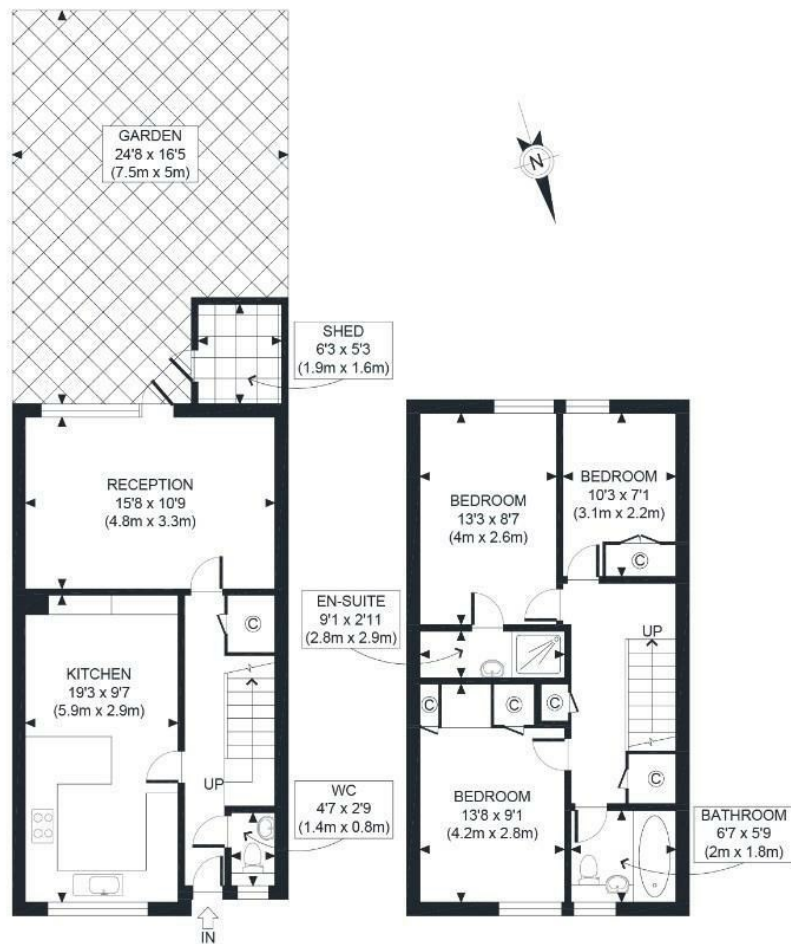 GARDEN
24'8 x 16'5
(7.5m x 5m)
N
SHED
6'3 x 5'3
(1.9m x 1.6m)
RECEPTION
15'8 x 10'9
(4.8m x 3.3m)
BEDROOM
13'3 x 8'7
(4m x 2.6m)
BEDROOM
10'3 x 7'1
(3.1m x 2.2m)
C
EN-SUITE
9'1 x 2'11
(2.8m x 2.9m)
C
UP
KITCHEN
19'3 x 9'7
(5.9m x 2.9m)
C
C
C
UP
C
WC
4'7 x 2'9
(1.4m x 0.8m)
BEDROOM
13'8 x 9'1
(4.2m x 2.8m)
BATHROOM
6'7 x 5'9
(2m x 1.8m)
IN